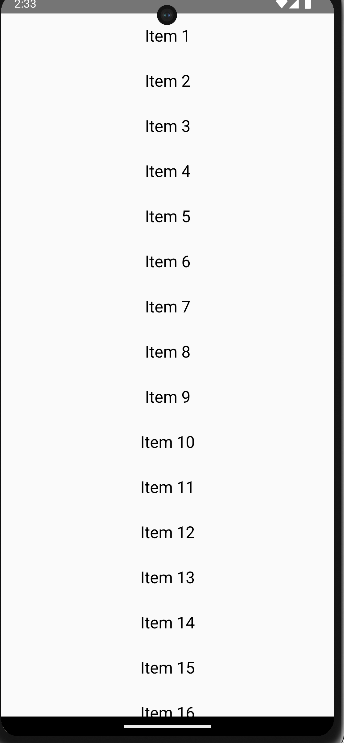 2:33
Item 1
Item 2
Item 3
Item 4
Item 5
Item 6
Item 7
Item 8
Item 9
Item 10
Item 11
Item 12
Item 13
Item 14
Item 15
Item 16